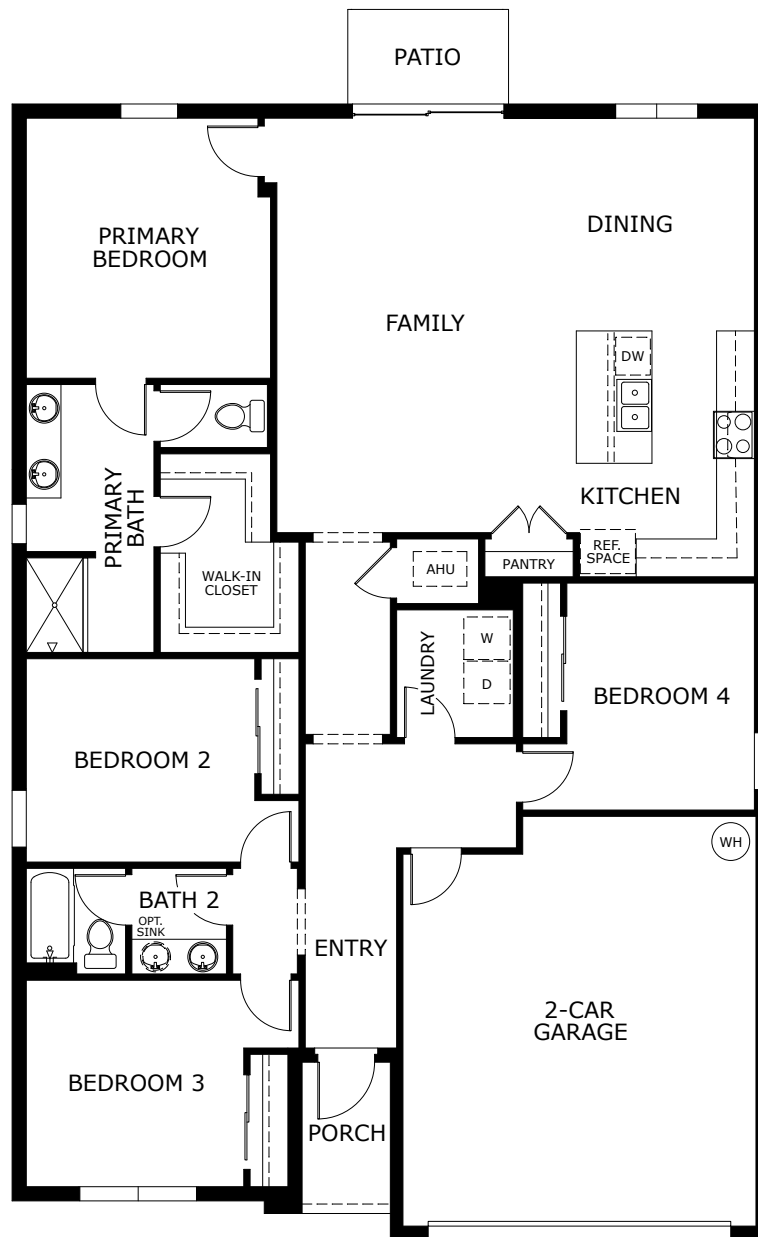 PATIO
PRIMARY
BEDROOM
DINING
FAMILY
DW
KITCHEN
PRIMARY
BATH
WALK-IN
CLOSET
AHU
PANTRY
REF.
SPACE
LAUNDRY
W
D
BEDROOM 4
BEDROOM 2
WH
BATH 2
OPT.
SINK
ENTRY
2-CAR
GARAGE
BEDROOM 3
PORCH